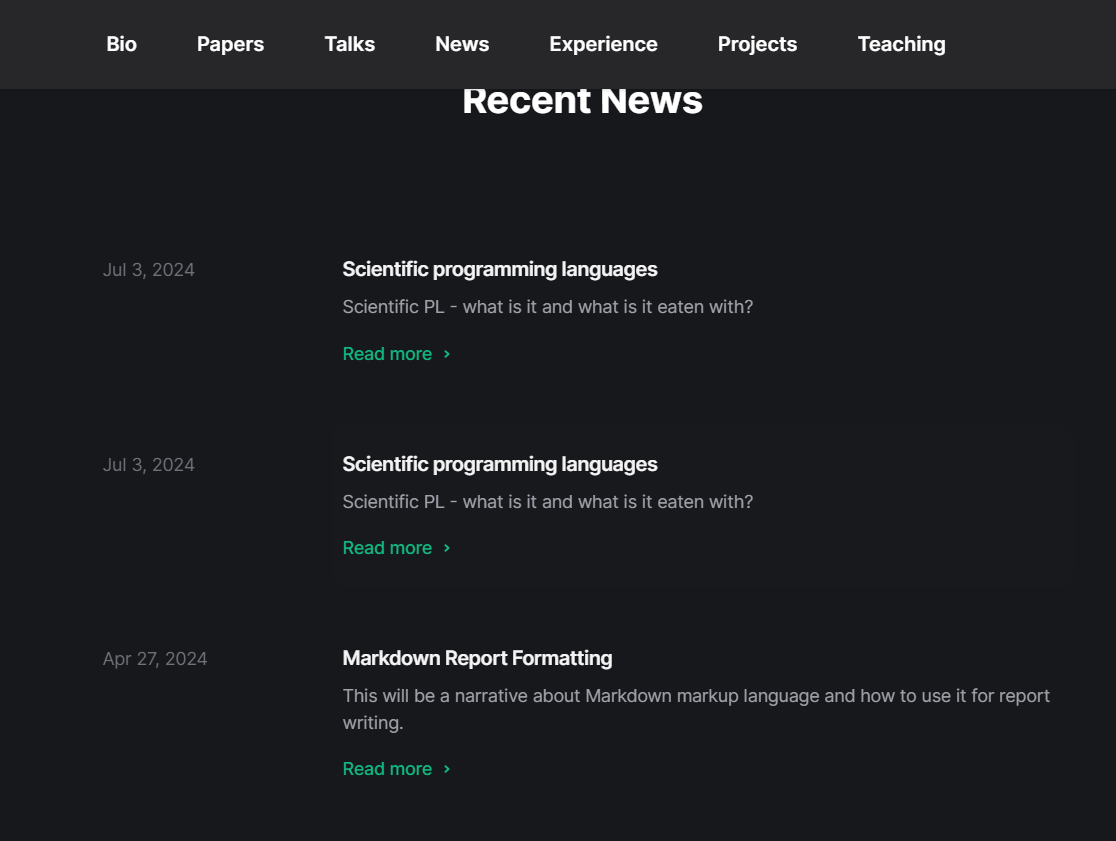 Bio Papers Talks News Experience Projects Teaching
Recent News
Jul 3, 2024
Scientific programming languages
Scientific PL - what is it and what is it eaten with?
Read more
Jul 3, 2024
Scientific programming languages
Scientific PL - what is it and what is it eaten with?
Read more
Apr 27, 2024
Markdown Report Formatting
This will be a narrative about Markdown markup language and how to use it for report
writing.
Read more